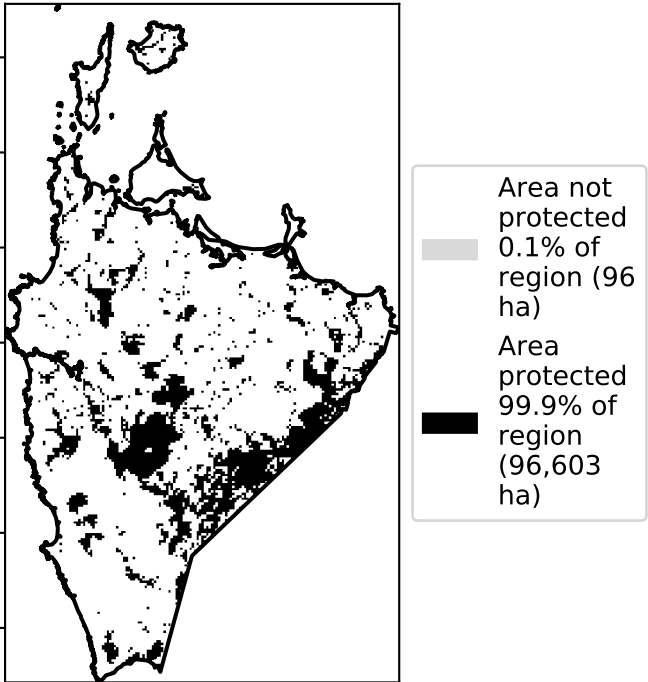 Area not
protected
0.1% of
region (96
ha)
Area
protected
99.9% of
region
(96,603
ha)